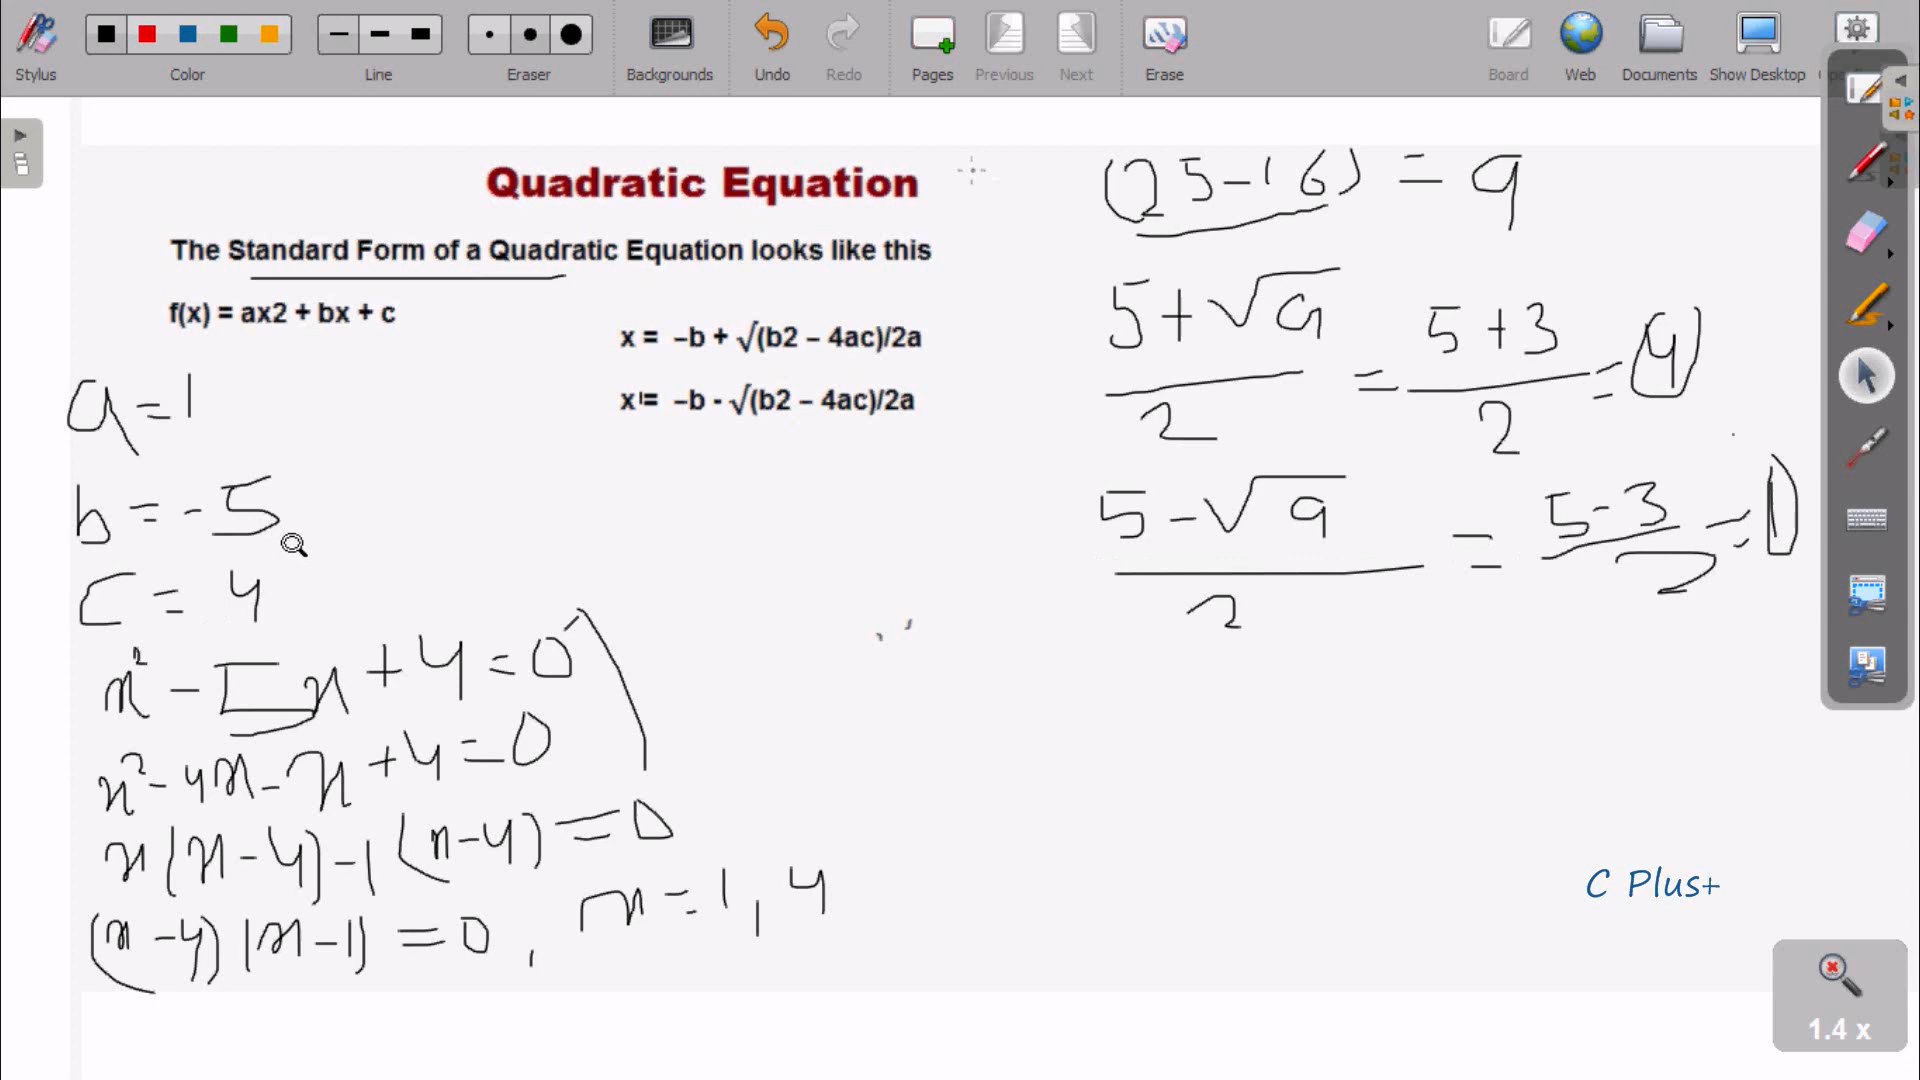 Stylus Color Line Eraser Backgrounds Undo Redo Pages Previous Next Erase Board Web Documents Show Desktop
Quadratic Equation
The Standard Form of a Quadratic Equation looks like this
f(x) = ax2 + bx + c
x = –b + √(b2 – 4ac)/2a
x = –b - √(b2 – 4ac)/2a
a = 1
b = -5
c = 4
x² - 5x + 4 = 0
x² - 4x - x + 4 = 0
x(x - 4) - 1(x - 4) = 0
(x - 4)(x - 1) = 0, x = 1, 4
(25 - 16) = 9
5 + √9 / 2 = 5 + 3 / 2 = 4
5 - √9 / 2 = 5 - 3 / 2 = 1
C Plus+
1.4 x